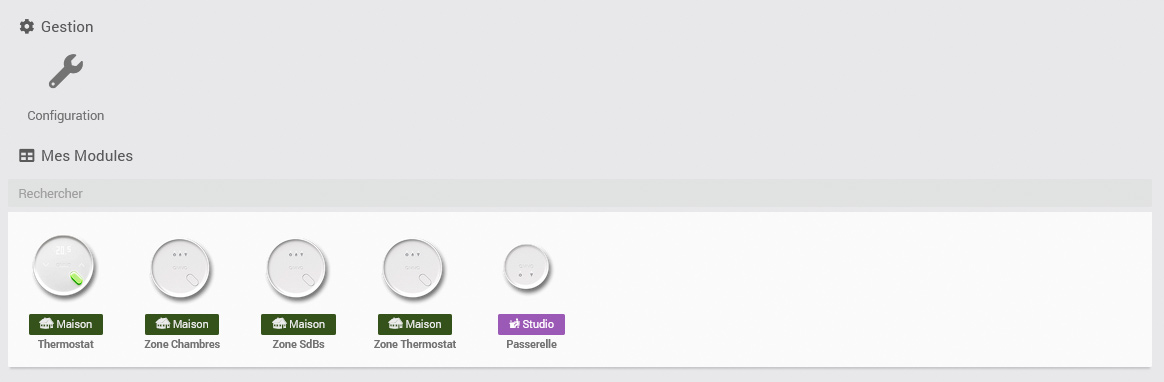 Gestion
Configuration
Mes Modules
Rechercher
Maison Maison Maison Maison Studio
Thermostat Zone Chambres Zone SdBs Zone Thermostat Passerelle